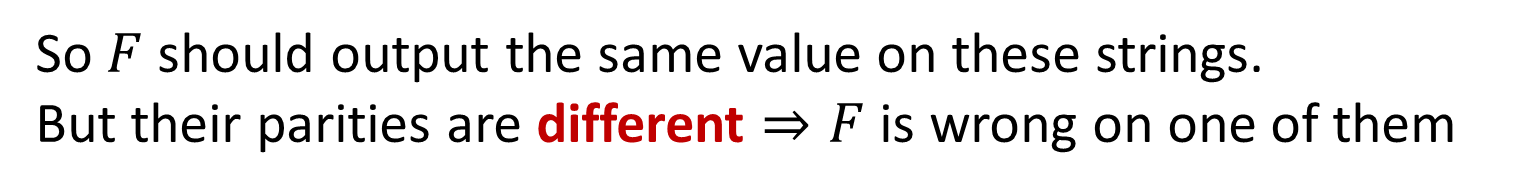 So F should output the same value on these strings.
But their parities are different ⇒ F is wrong on one of them